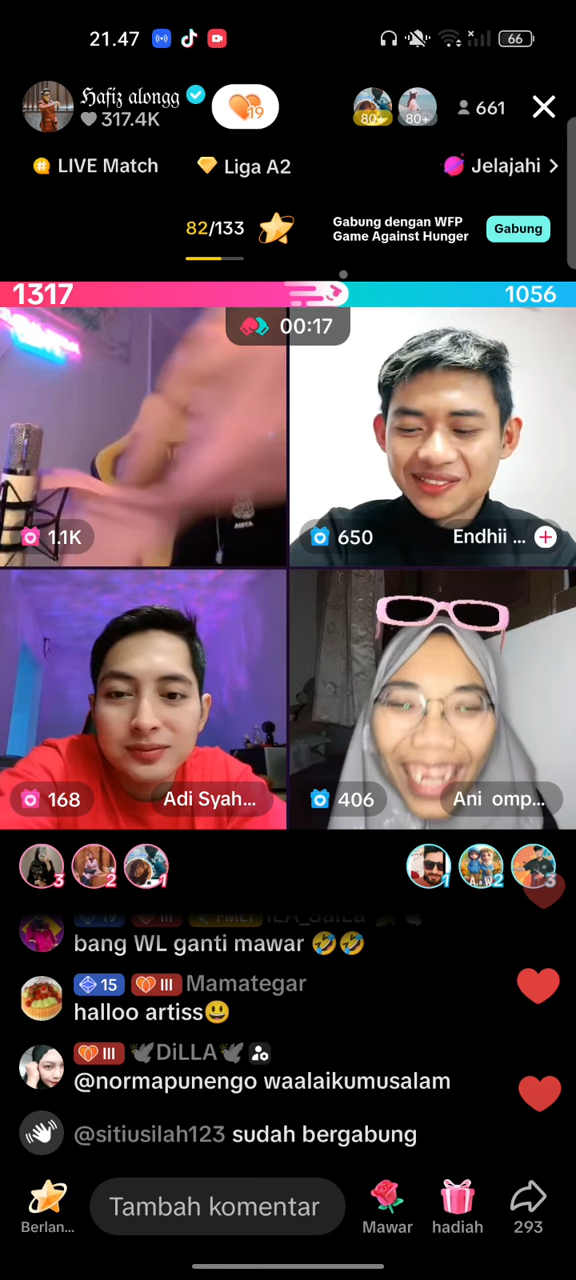 21.47
66
Hafiz alongg
317.4K
19
80+
80+
661
LIVE Match
Liga A2
Jelajahi
82/133
Gabung dengan WFP
Game Against Hunger
Gabung
1317
1056
00:17
1.1K
650
Endhii ...
168
Adi Syah...
406
Ani omp...
3
2
1
1
2
3
19 III
bang WL ganti mawar 🤣🤣
15 III Mamategar
halloo artiss😃
III 🕊DiLLA🕊
@normapunengo waalaikumusalam
@sitiusilah123 sudah bergabung
Berlan...
Tambah komentar
Mawar
hadiah
293